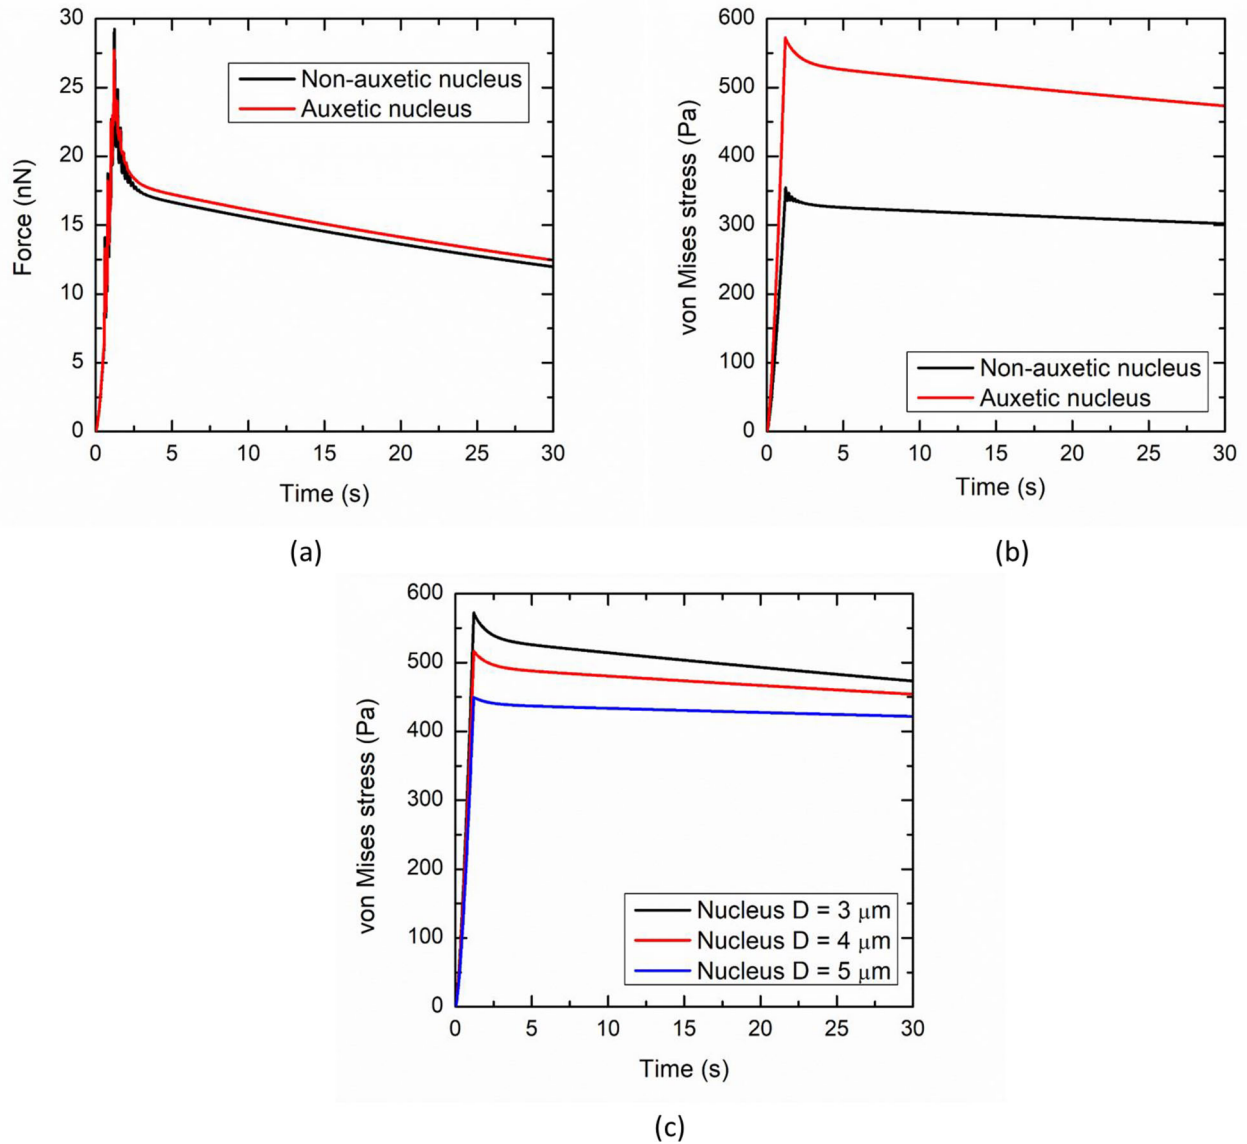 30
25
20
15
10
5
0
Force (nN)
Non-auxetic nucleus
Auxetic nucleus
0 5 10 15 20 25 30
Time (s)
(a)
600
500
400
300
200
100
0
von Mises stress (Pa)
Non-auxetic nucleus
Auxetic nucleus
0 5 10 15 20 25 30
Time (s)
(b)
600
500
400
300
200
100
0
von Mises stress (Pa)
Nucleus D = 3 μm
Nucleus D = 4 μm
Nucleus D = 5 μm
0 5 10 15 20 25 30
Time (s)
(c)